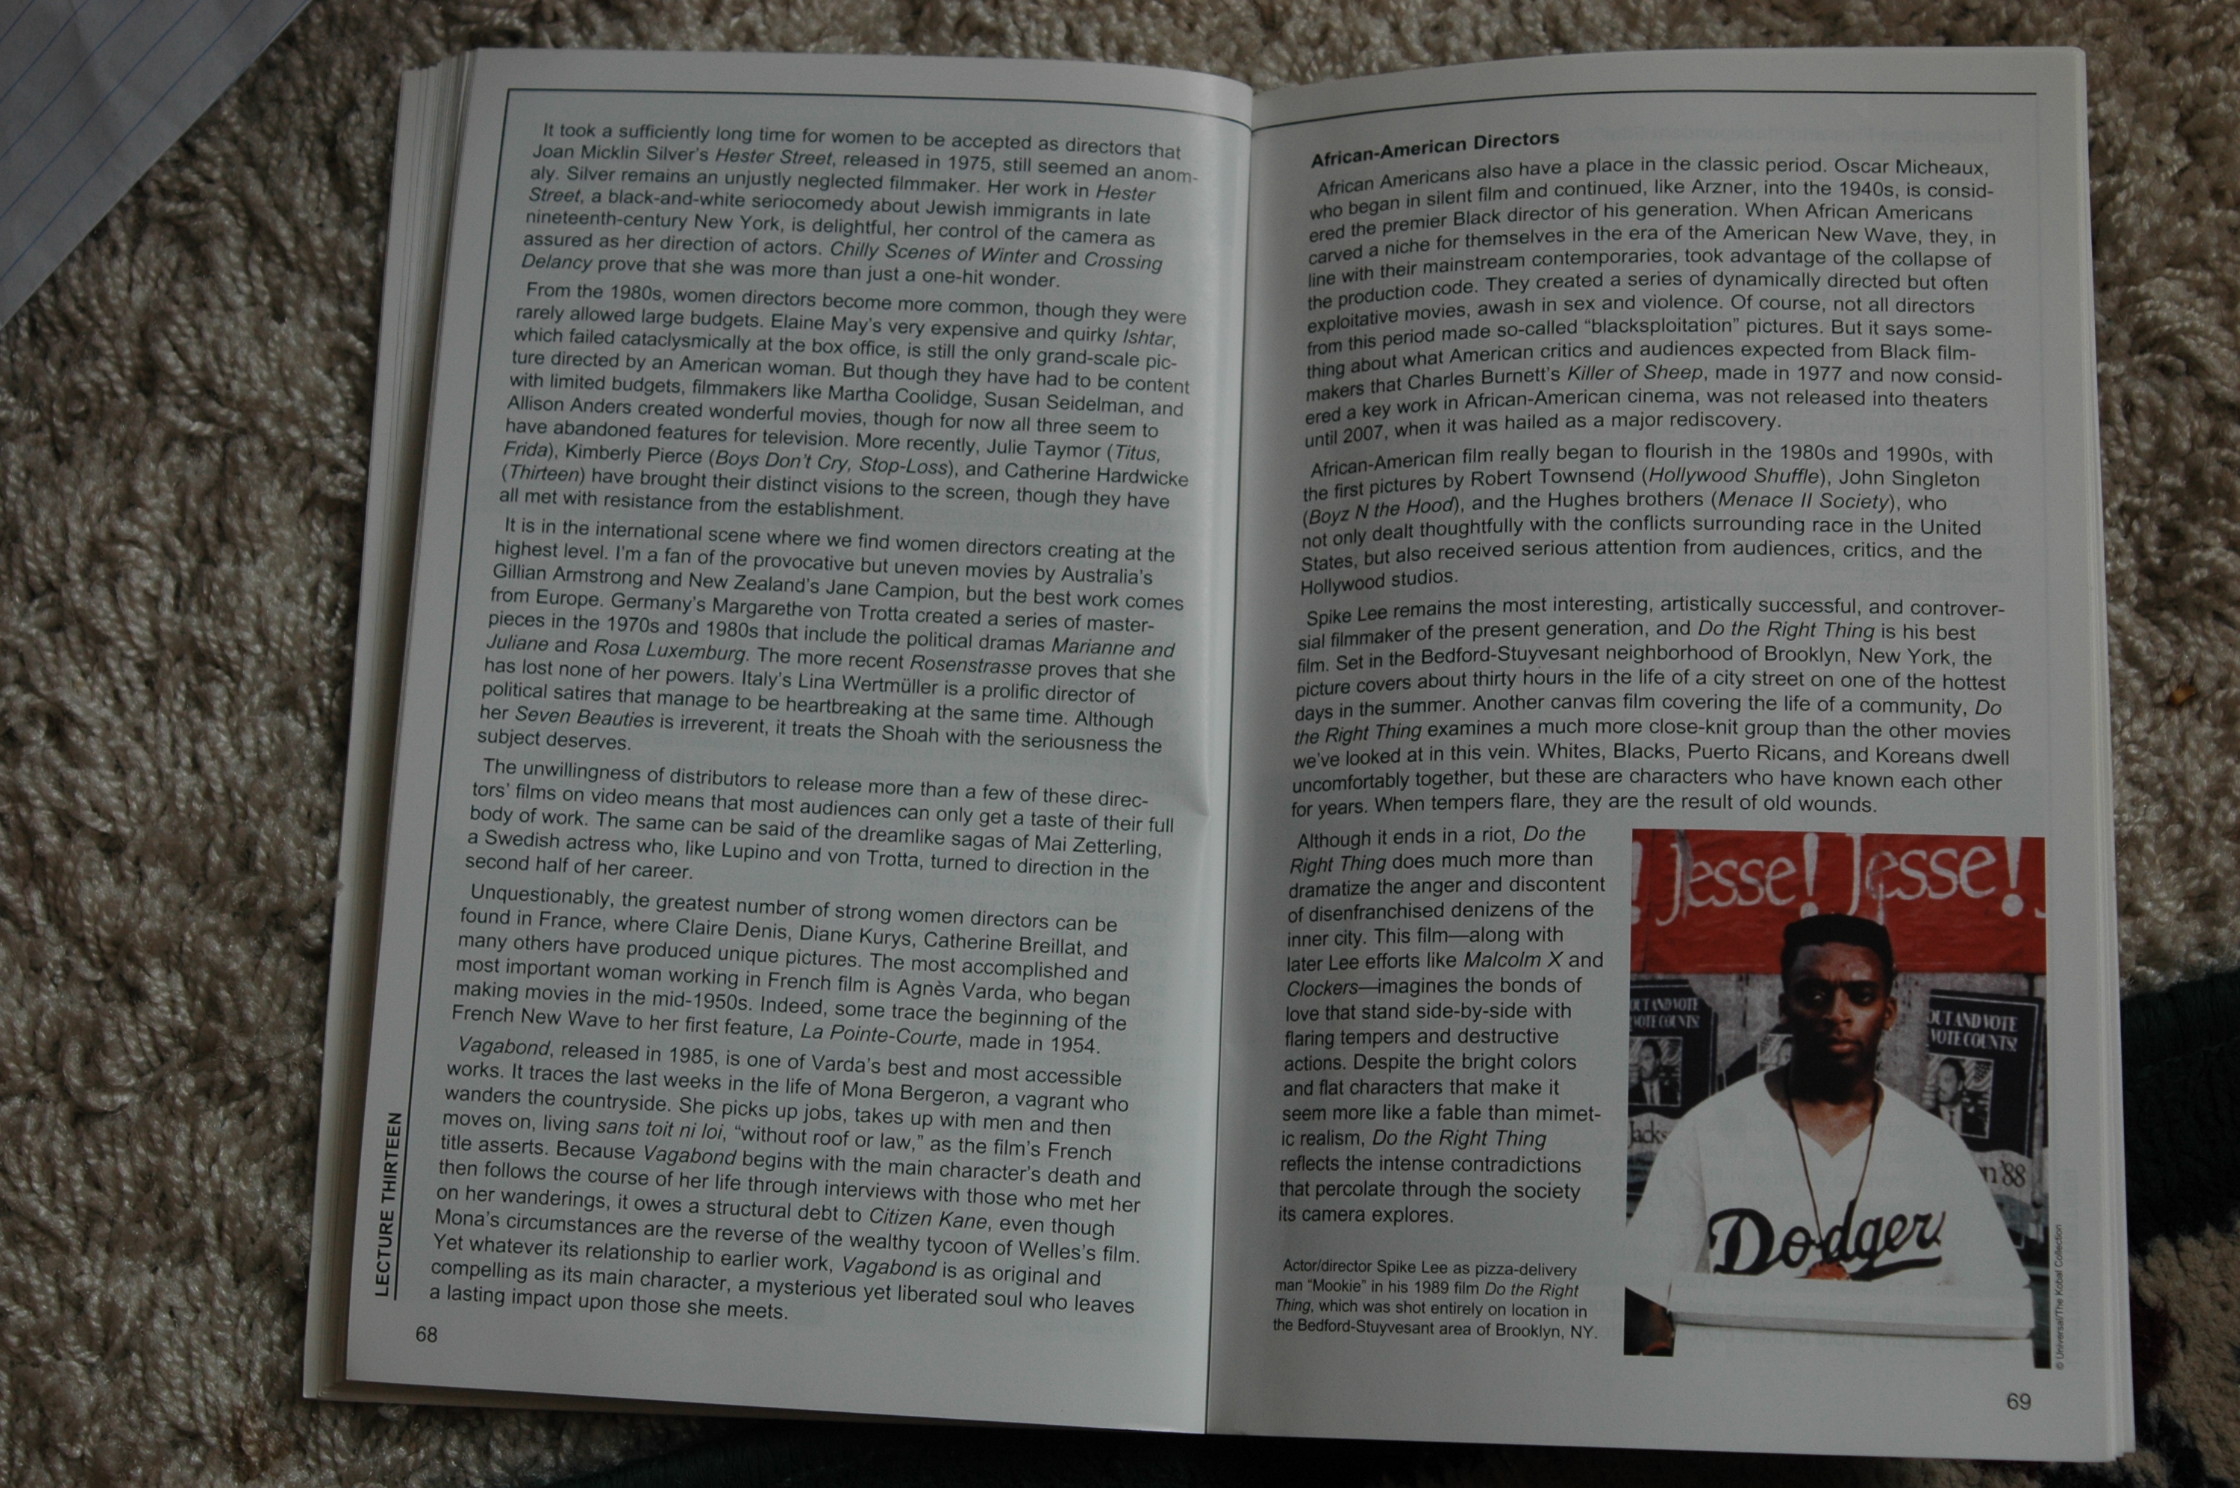 It took a sufficiently long time for women to be accepted as directors that
Joan Micklin Silver's Hester Street, released in 1975, still seemed an anom-
aly. Silver remains an unjustly neglected filmmaker. Her work in Hester
Street, a black-and-white seriocomedy about Jewish immigrants in late
nineteenth-century New York, is delightful, her control of the camera as
assured as her direction of actors. Chilly Scenes of Winter and Crossing
Delancy prove that she was more than just a one-hit wonder.
From the 1980s, women directors become more common, though they were
rarely allowed large budgets. Elaine May's very expensive and quirky Ishtar,
which failed cataclysmically at the box office, is still the only grand-scale pic-
ture directed by an American woman. But though they have had to be content
with limited budgets, filmmakers like Martha Coolidge, Susan Seidelman, and
Allison Anders created wonderful movies, though for now all three seem to
have abandoned features for television. More recently, Julie Taymor (Titus,
Frida), Kimberly Pierce (Boys Don't Cry, Stop-Loss), and Catherine Hardwicke
(Thirteen) have brought their distinct visions to the screen, though they have
all met with resistance from the establishment.
It is in the international scene where we find women directors creating at the
highest level. I'm a fan of the provocative but uneven movies by Australia's
Gillian Armstrong and New Zealand's Jane Campion, but the best work comes
from Europe. Germany's Margarethe von Trotta created a series of master-
pieces in the 1970s and 1980s that include the political dramas Marianne and
Juliane and Rosa Luxemburg. The more recent Rosenstrasse proves that she
has lost none of her powers. Italy's Lina Wertmüller is a prolific director of
political satires that manage to be heartbreaking at the same time. Although
her Seven Beauties is irreverent, it treats the Shoah with the seriousness the
subject deserves.
The unwillingness of distributors to release more than a few of these direc-
tors' films on video means that most audiences can only get a taste of their full
body of work. The same can be said of the dreamlike sagas of Mai Zetterling,
a Swedish actress who, like Lupino and von Trotta, turned to direction in the
second half of her career.
Unquestionably, the greatest number of strong women directors can be
found in France, where Claire Denis, Diane Kurys, Catherine Breillat, and
many others have produced unique pictures. The most accomplished and
most important woman working in French film is Agnès Varda, who began
making movies in the mid-1950s. Indeed, some trace the beginning of the
French New Wave to her first feature, La Pointe-Courte, made in 1954.
Vagabond, released in 1985, is one of Varda's best and most accessible
works. It traces the last weeks in the life of Mona Bergeron, a vagrant who
wanders the countryside. She picks up jobs, takes up with men and then
moves on, living sans toit ni loi, "without roof or law," as the film's French
title asserts. Because Vagabond begins with the main character's death and
then follows the course of her life through interviews with those who met her
on her wanderings, it owes a structural debt to Citizen Kane, even though
Mona's circumstances are the reverse of the wealthy tycoon of Welles's film.
Yet whatever its relationship to earlier work, Vagabond is as original and
compelling as its main character, a mysterious yet liberated soul who leaves
a lasting impact upon those she meets.
LECTURE THIRTEEN
68
African-American Directors
African Americans also have a place in the classic period. Oscar Micheaux,
who began in silent film and continued, like Arzner, into the 1940s, is consid-
ered the premier Black director of his generation. When African Americans
carved a niche for themselves in the era of the American New Wave, they, in
line with their mainstream contemporaries, took advantage of the collapse of
the production code. They created a series of dynamically directed but often
exploitative movies, awash in sex and violence. Of course, not all directors
from this period made so-called "blacksploitation" pictures. But it says some-
thing about what American critics and audiences expected from Black film-
makers that Charles Burnett's Killer of Sheep, made in 1977 and now consid-
ered a key work in African-American cinema, was not released into theaters
until 2007, when it was hailed as a major rediscovery.
African-American film really began to flourish in the 1980s and 1990s, with
the first pictures by Robert Townsend (Hollywood Shuffle), John Singleton
(Boyz N the Hood), and the Hughes brothers (Menace II Society), who
not only dealt thoughtfully with the conflicts surrounding race in the United
States, but also received serious attention from audiences, critics, and the
Hollywood studios.
Spike Lee remains the most interesting, artistically successful, and controver-
sial filmmaker of the present generation, and Do the Right Thing is his best
film. Set in the Bedford-Stuyvesant neighborhood of Brooklyn, New York, the
picture covers about thirty hours in the life of a city street on one of the hottest
days in the summer. Another canvas film covering the life of a community, Do
the Right Thing examines a much more close-knit group than the other movies
we've looked at in this vein. Whites, Blacks, Puerto Ricans, and Koreans dwell
uncomfortably together, but these are characters who have known each other
for years. When tempers flare, they are the result of old wounds.
Although it ends in a riot, Do the
Right Thing does much more than
dramatize the anger and discontent
of disenfranchised denizens of the
inner city. This film—along with
later Lee efforts like Malcolm X and
Clockers—imagines the bonds of
love that stand side-by-side with
flaring tempers and destructive
actions. Despite the bright colors
and flat characters that make it
seem more like a fable than mimet-
ic realism, Do the Right Thing
reflects the intense contradictions
that percolate through the society
its camera explores.
Actor/director Spike Lee as pizza-delivery
man "Mookie" in his 1989 film Do the Right
Thing, which was shot entirely on location in
the Bedford-Stuyvesant area of Brooklyn, NY.
! Jesse! Jesse!
OUT AND VOTE
VOTE COUNTS!
OUT AND VOTE
VOTE COUNTS!
Jacks
n '88
Dodgers
© Universal/The Kobal Collection
69